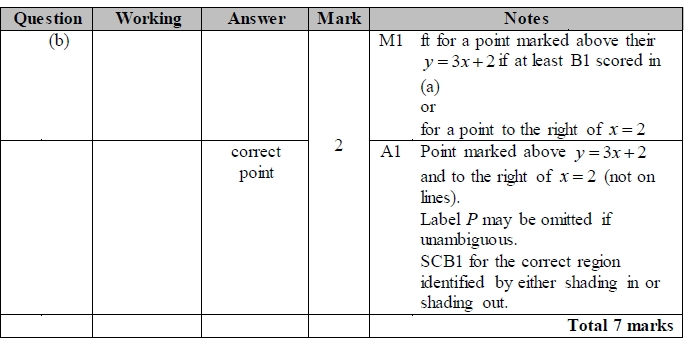 Question Working Answer Mark Notes
(b) M1 ft for a point marked above their
y = 3x + 2 if at least B1 scored in
(a)
or
for a point to the right of x = 2
2
correct A1 Point marked above y = 3x + 2
point and to the right of x = 2 (not on
lines).
Label P may be omitted if
unambiguous.
SCB1 for the correct region
identified by either shading in or
shading out.
Total 7 marks